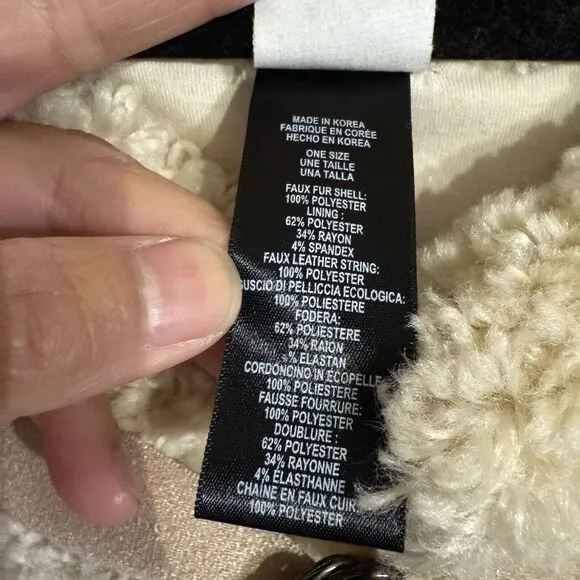 MADE IN KOREA
FABRIQUE EN CORÉE
HECHO EN KOREA
ONE SIZE
UNE TAILLE
UNA TALLA
FAUX FUR SHELL:
100% POLYESTER
LINING :
62% POLYESTER
34% RAYON
4% SPANDEX
FAUX LEATHER STRING:
100% POLYESTER
GUSCIO DI PELLICCIA ECOLOGICA:
100% POLIESTERE
FODERA:
62% POLIESTERE
34% RAION
% ELASTAN
CORDONCINO IN ECOPELLE
100% POLIESTERE
FAUSSE FOURRURE:
100% POLYESTER
DOUBLURE :
62% POLYESTER
34% RAYONNE
4% ÉLASTHANNE
CHAÎNE EN FAUX CUIR
100% POLYESTER